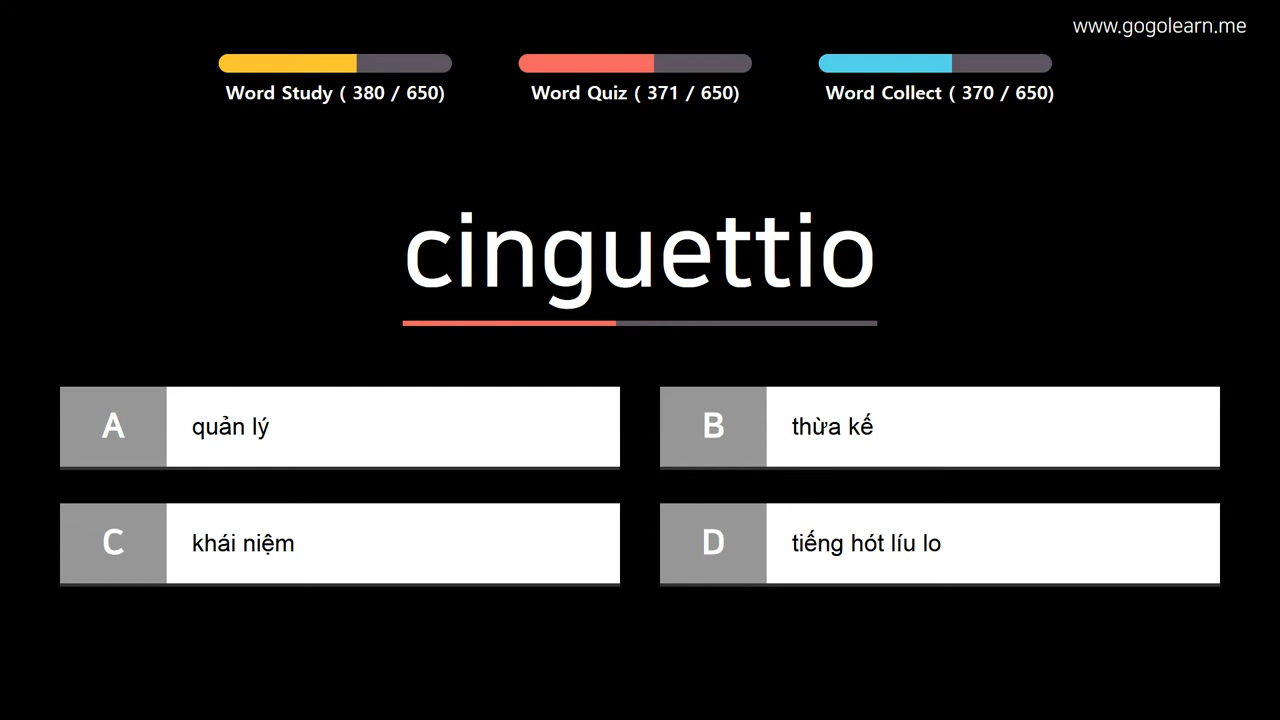 www.gogolearn.me
Word Study ( 380 / 650)
Word Quiz ( 371 / 650)
Word Collect ( 370 / 650)
cinguettio
A
quản lý
B
thừa kế
C
khái niệm
D
tiếng hót líu lo